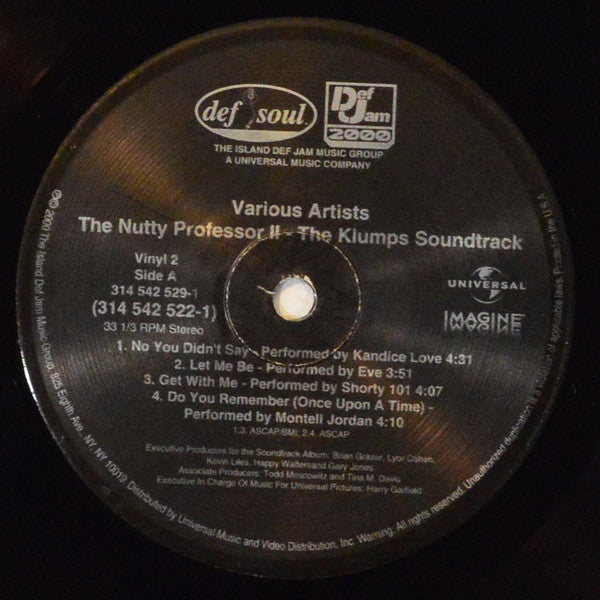 def soul
Def
Jam
2000
THE ISLAND DEF JAM MUSIC GROUP
A UNIVERSAL MUSIC COMPANY
Various Artists
The Nutty Professor II - The Klumps Soundtrack
Vinyl 2
Side A
314 542 529-1
(314 542 522-1)
33 1/3 RPM Stereo
UNIVERSAL
IMAGINE
1. No You Didn't Say - Performed by Kandice Love 4:31
2. Let Me Be - Performed by Eve 3:51
3. Get With Me - Performed by Shorty 101 4:07
4. Do You Remember (Once Upon A Time) -
Performed by Montell Jordan 4:10
1.3. ASCAP/BMI; 2.4. ASCAP
Executive-Producers for the Soundtrack Album: Brian Grazer, Lyor Cohen,
Kevin Liles, Happy Walters and Gary Jones
Associate Producers: Todd Moscowitz and Tina M. Davis
Executive In Charge Of Music For Universal Pictures: Harry Garfield
℗© 2000 The Island Def Jam Music Group, 825 Eighth Ave., NY, NY 10019. Distributed by Universal Music and Video Distribution, Inc. Warning. All rights reserved. Unauthorized duplication is a applicable laws. Printed in the U.S.A.